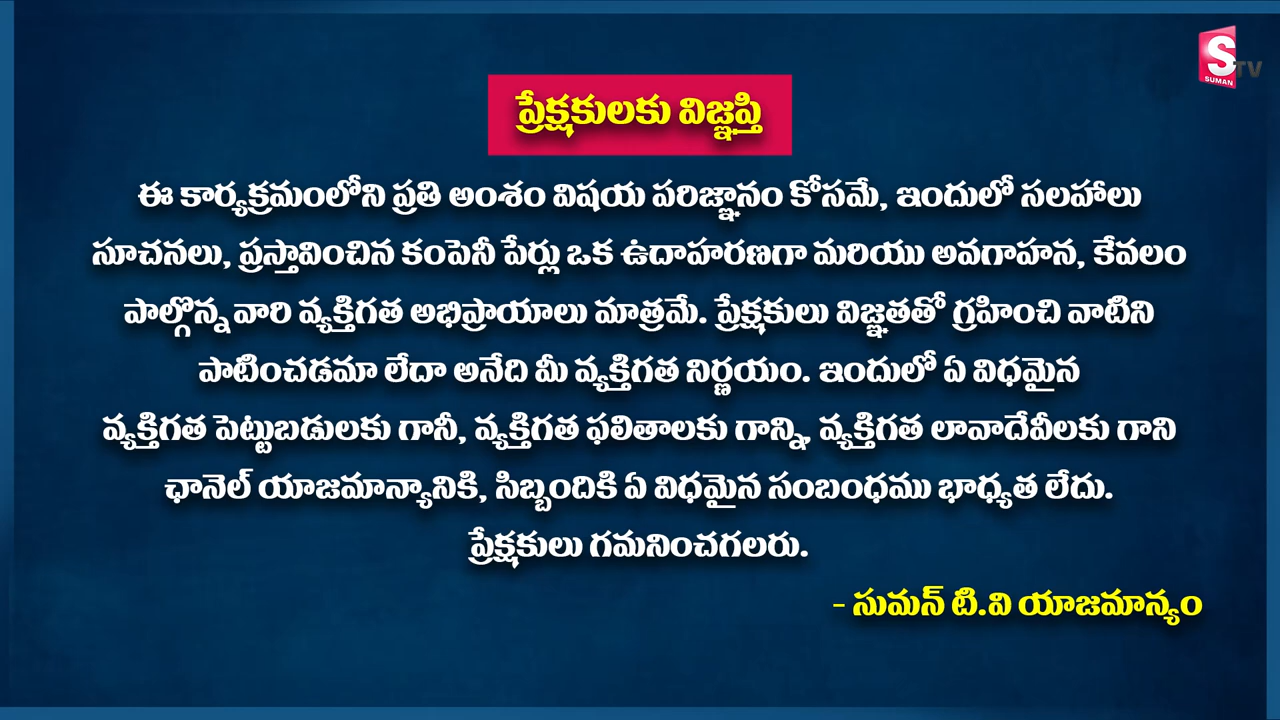 S
TV
SUMAN
ప్రేక్షకులకు విజ్ఞప్తి
ఈ కార్యక్రమంలోని ప్రతి అంశం విషయ పరిజ్ఞానం కోసమే, ఇందులో సలహాలు
సూచనలు, ప్రస్తావించిన కంపెనీ పేర్లు ఒక ఉదాహరణగా మరియు అవగాహన, కేవలం
పాల్గొన్న వారి వ్యక్తిగత అభిప్రాయాలు మాత్రమే. ప్రేక్షకులు విజ్ఞతతో గ్రహించి వాటిని
పాటించడమా లేదా అనేది మీ వ్యక్తిగత నిర్ణయం. ఇందులో ఏ విధమైన
వ్యక్తిగత పెట్టుబడులకు గానీ, వ్యక్తిగత ఫలితాలకు గాన్ని, వ్యక్తిగత లావాదేవీలకు గాని
ఛానెల్ యాజమాన్యానికి, సిబ్బందికి ఏ విధమైన సంబంధము భాధ్యత లేదు.
ప్రేక్షకులు గమనించగలరు.
- సుమన్ టి.వి యాజమాన్యం